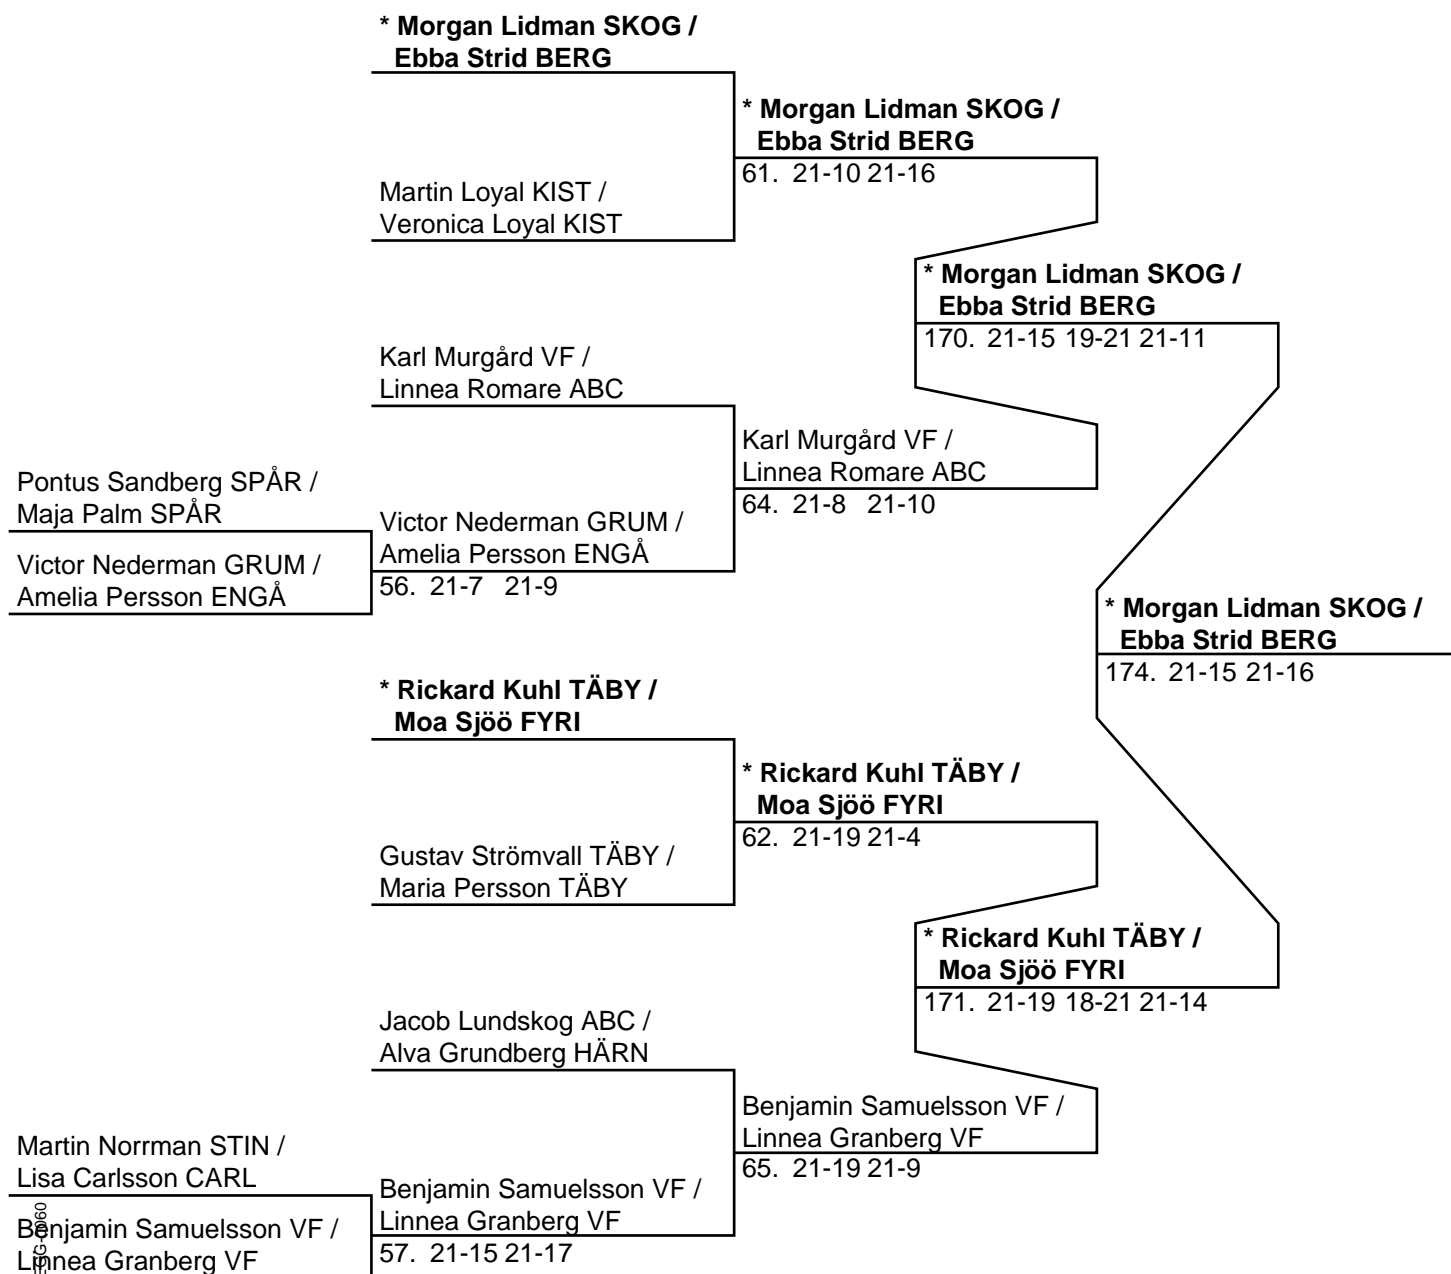 * Morgan Lidman SKOG /
Ebba Strid BERG
* Morgan Lidman SKOG /
Ebba Strid BERG
61. 21-10 21-16
Martin Loyal KIST /
Veronica Loyal KIST
* Morgan Lidman SKOG /
Ebba Strid BERG
170. 21-15 19-21 21-11
Karl Murgård VF /
Linnea Romare ABC
Karl Murgård VF /
Linnea Romare ABC
64. 21-8 21-10
Pontus Sandberg SPÅR /
Maja Palm SPÅR
Victor Nederman GRUM /
Amelia Persson ENGÅ
56. 21-7 21-9
Victor Nederman GRUM /
Amelia Persson ENGÅ
* Morgan Lidman SKOG /
Ebba Strid BERG
174. 21-15 21-16
* Rickard Kuhl TÄBY /
Moa Sjöö FYRI
* Rickard Kuhl TÄBY /
Moa Sjöö FYRI
62. 21-19 21-4
Gustav Strömvall TÄBY /
Maria Persson TÄBY
* Rickard Kuhl TÄBY /
Moa Sjöö FYRI
171. 21-19 18-21 21-14
Jacob Lundskog ABC /
Alva Grundberg HÄRN
Benjamin Samuelsson VF /
Linnea Granberg VF
65. 21-19 21-9
Martin Norrman STIN /
Lisa Carlsson CARL
Benjamin Samuelsson VF /
Linnea Granberg VF
57. 21-15 21-17
Benjamin Samuelsson VF /
Linnea Granberg VF